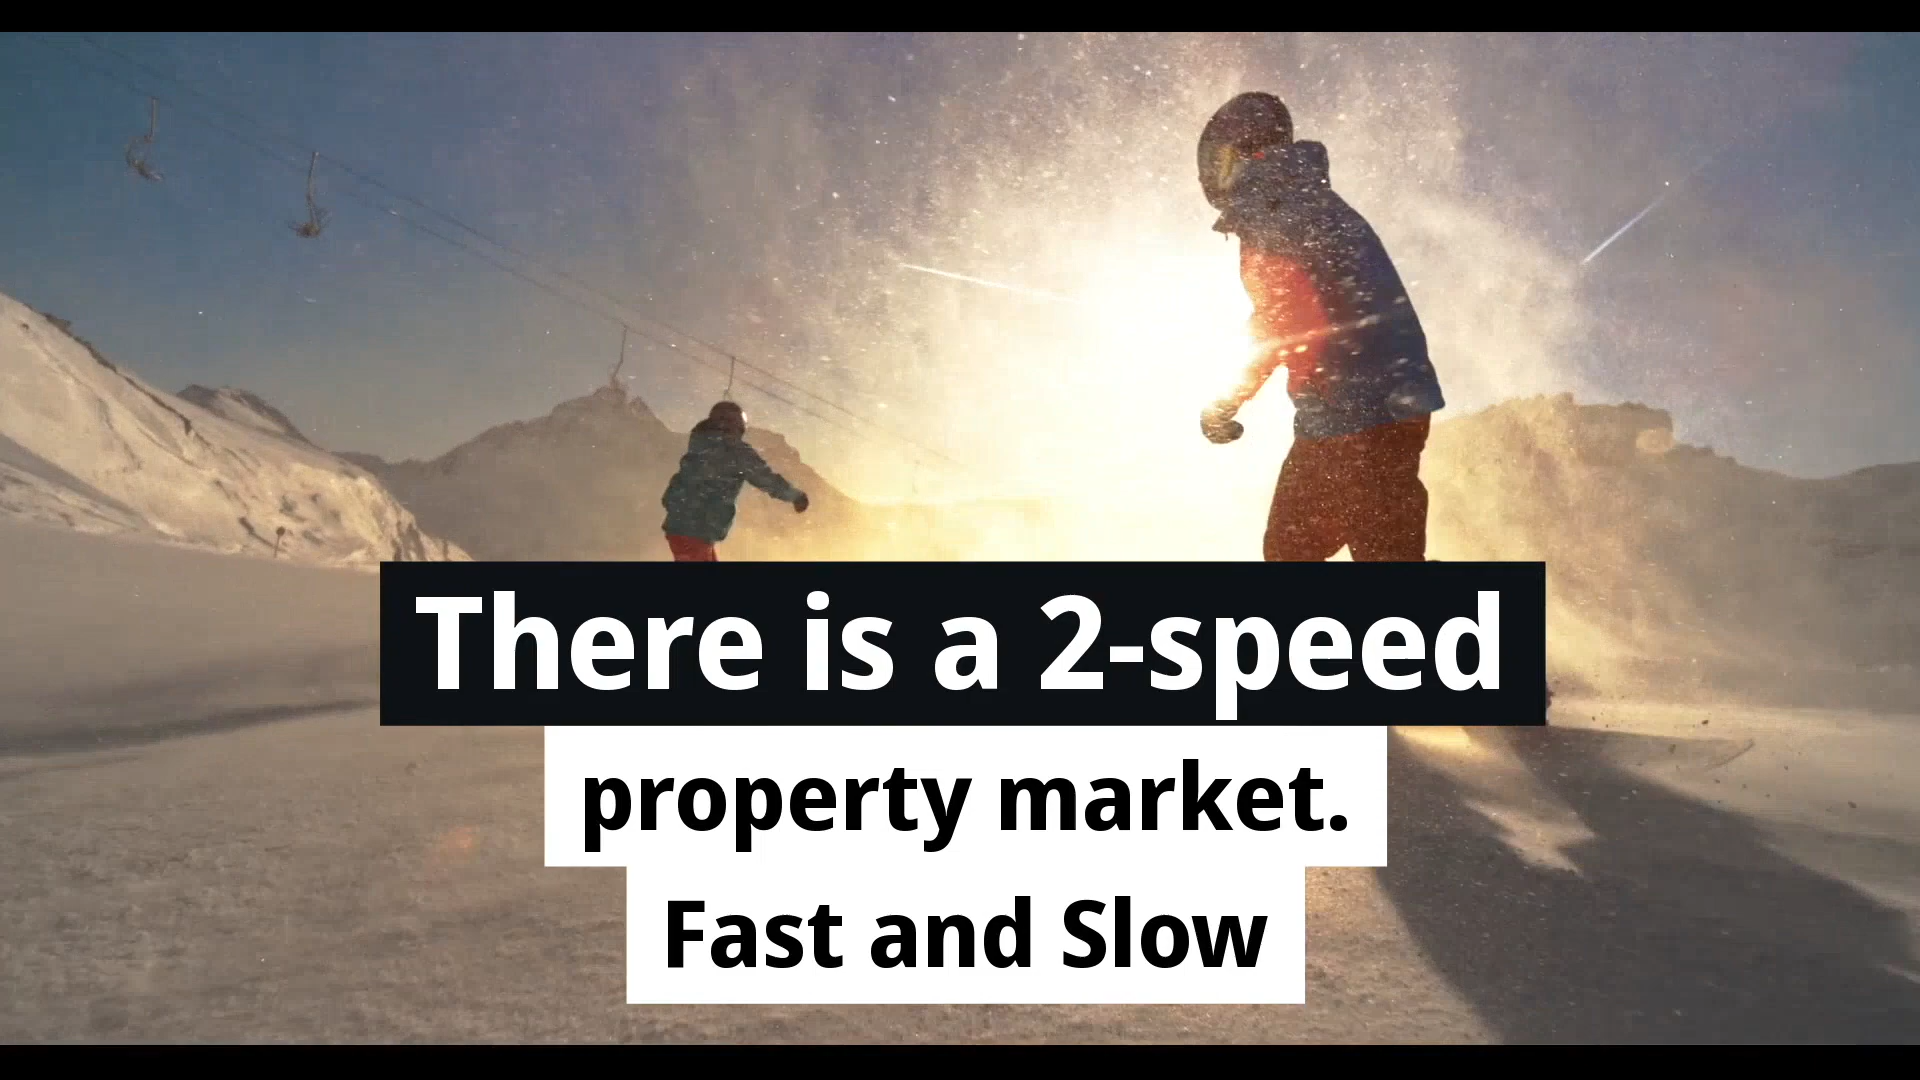 There is a 2-speed
property market.
Fast and Slow